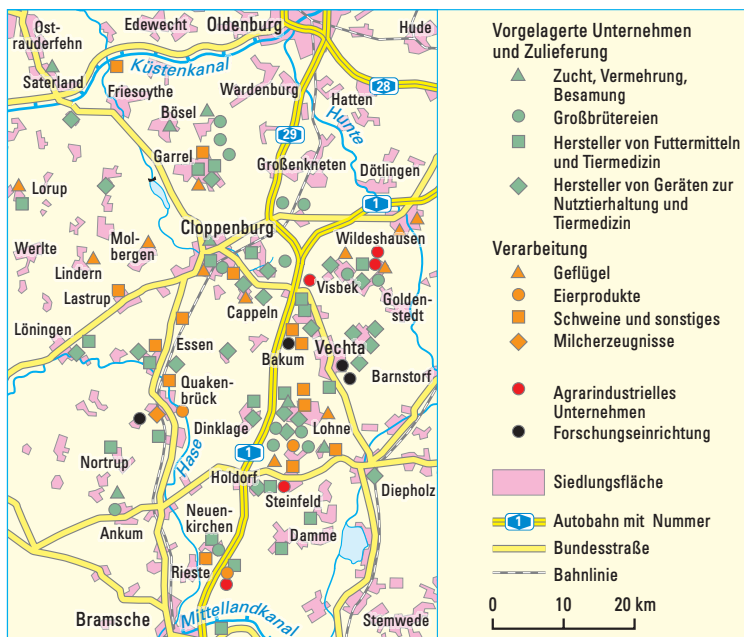 Ost-
rauderfehn
Edewecht
Oldenburg
Hude
Saterland
Küstenkanal
Friesoythe
Wardenburg
28
Hatten
Bösel
Hunte
29
Garrel
Großenkneten
Dötlingen
Lorup
1
Cloppenburg
Werlte
Mol-
bergen
Wildeshausen
Lindern
Lastrup
Visbek
Golden-
stedt
Cappeln
Löningen
Essen
Bakum
Vechta
Barnstorf
Quaken-
brück
Dinklage
Lohne
Hase
1
Nortrup
Holdorf
Diepholz
Steinfeld
Ankum
Neuen-
kirchen
Damme
Rieste
Bramsche
Mittellandkanal
Stemwede
Vorgelagerte Unternehmen
und Zulieferung
Zucht, Vermehrung,
Besamung
Großbrütereien
Hersteller von Futtermitteln
und Tiermedizin
Hersteller von Geräten zur
Nutztierhaltung und
Tiermedizin
Verarbeitung
Geflügel
Eierprodukte
Schweine und sonstiges
Milcherzeugnisse
Agrarindustrielles
Unternehmen
Forschungseinrichtung
Siedlungsfläche
1 Autobahn mit Nummer
Bundesstraße
Bahnlinie
0 10 20 km